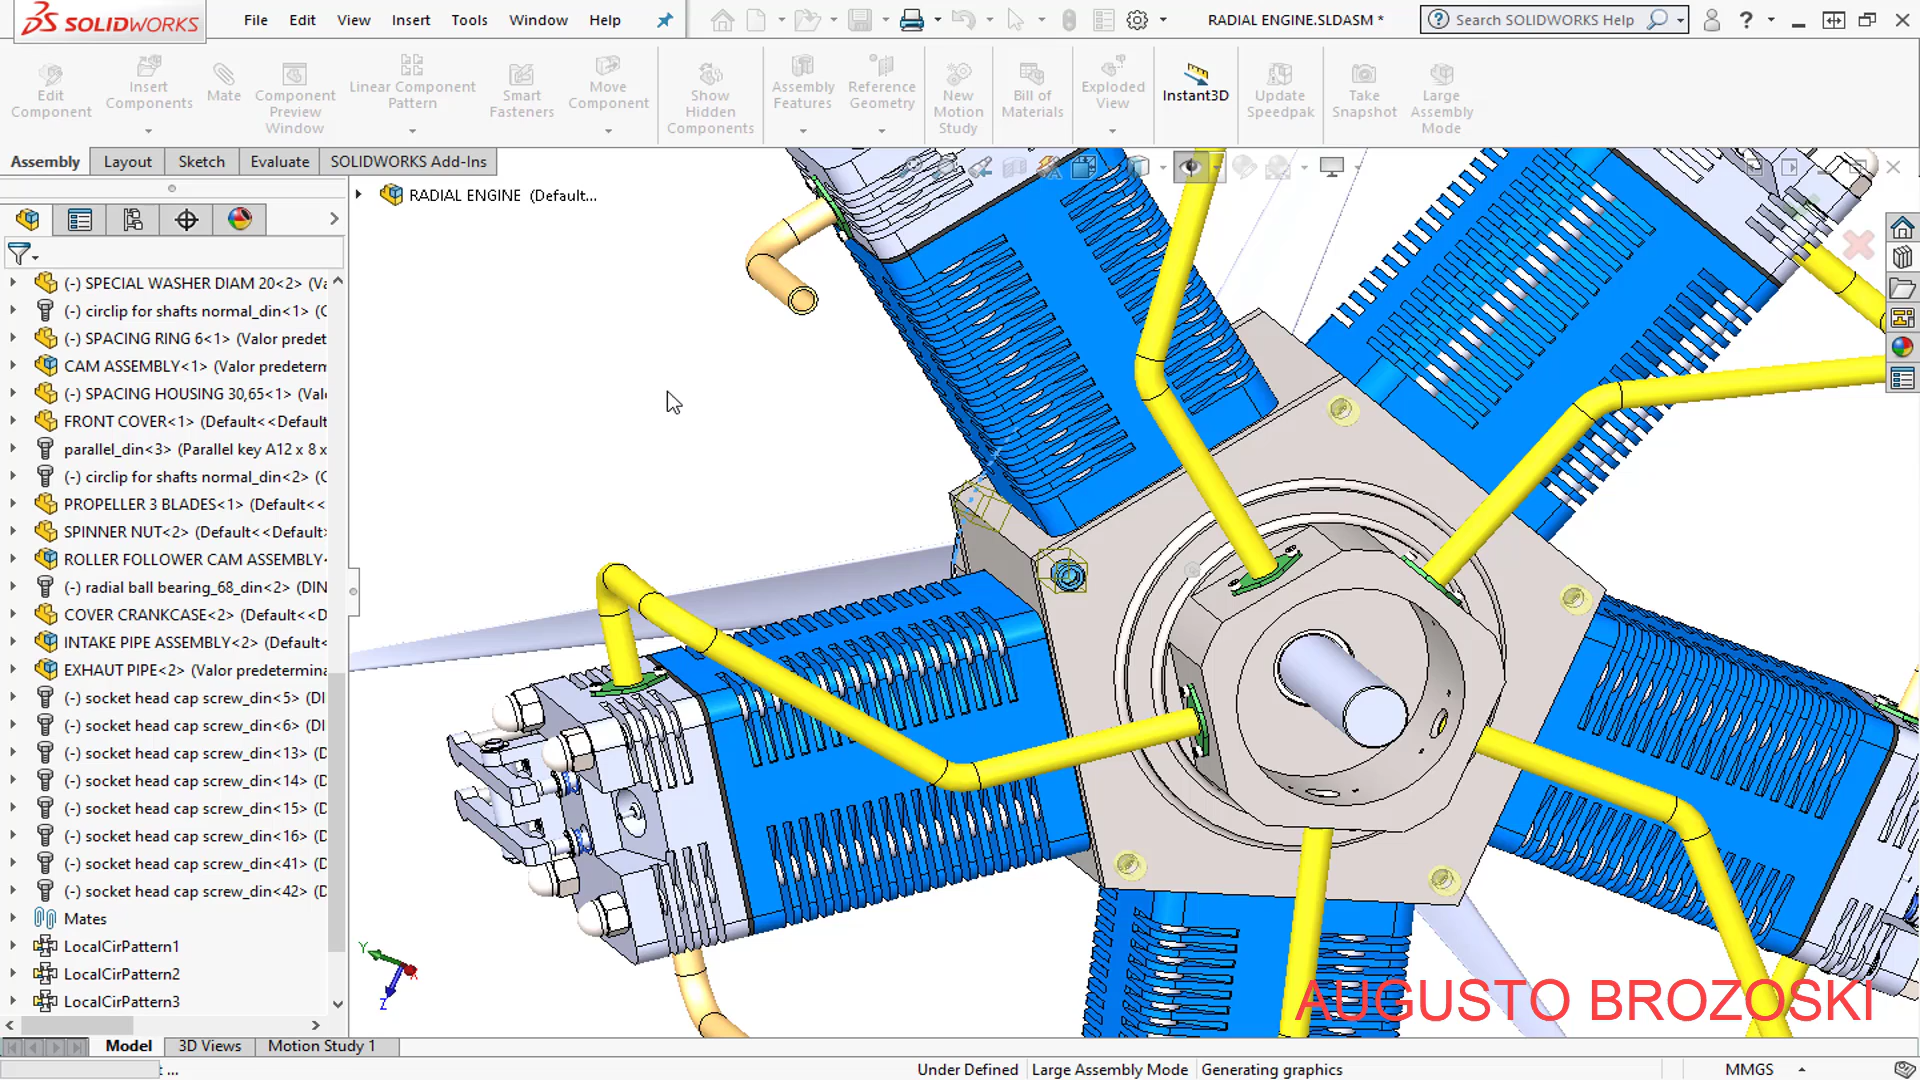 SOLIDWORKS
File Edit View Insert Tools Window Help
RADIAL ENGINE.SLDASM *
Search SOLIDWORKS Help
Edit Component
Insert Components
Mate
Component Preview Window
Linear Component Pattern
Smart Fasteners
Move Component
Show Hidden Components
Assembly Features
Reference Geometry
New Motion Study
Bill of Materials
Exploded View
Instant3D
Update Speedpak
Take Snapshot
Large Assembly Mode
Assembly Layout Sketch Evaluate SOLIDWORKS Add-Ins
RADIAL ENGINE (Default...
(-) SPECIAL WASHER DIAM 20<2> (Va
(-) circlip for shafts normal_din<1> (C
(-) SPACING RING 6<1> (Valor predet
CAM ASSEMBLY<1> (Valor predeterm
(-) SPACING HOUSING 30,65<1> (Val
FRONT COVER<1> (Default<<Default
parallel_din<3> (Parallel key A12 x 8 x
(-) circlip for shafts normal_din<2> (C
PROPELLER 3 BLADES<1> (Default<<
SPINNER NUT<2> (Default<<Default>
ROLLER FOLLOWER CAM ASSEMBLY<
(-) radial ball bearing_68_din<2> (DIN
COVER CRANKCASE<2> (Default<<D
INTAKE PIPE ASSEMBLY<2> (Default<
EXHAUT PIPE<2> (Valor predetermina
(-) socket head cap screw_din<5> (DI
(-) socket head cap screw_din<6> (DI
(-) socket head cap screw_din<13> (D
(-) socket head cap screw_din<14> (D
(-) socket head cap screw_din<15> (D
(-) socket head cap screw_din<16> (D
(-) socket head cap screw_din<41> (D
(-) socket head cap screw_din<42> (D
Mates
LocalCirPattern1
LocalCirPattern2
LocalCirPattern3
Y
X
Z
AUGUSTO BROZOSKI
Model 3D Views Motion Study 1
: ...
Under Defined Large Assembly Mode Generating graphics MMGS